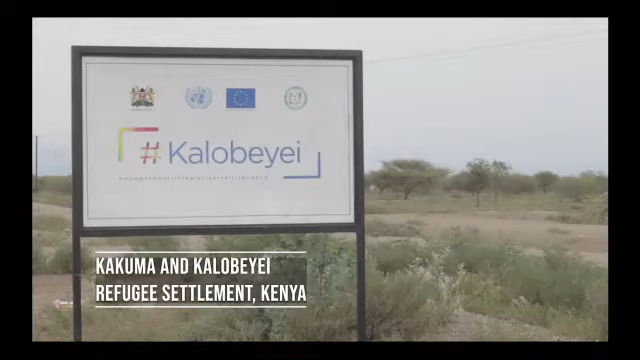 #Kalobeyei
KAKUMA AND KALOBEYEI
REFUGEE SETTLEMENT, KENYA